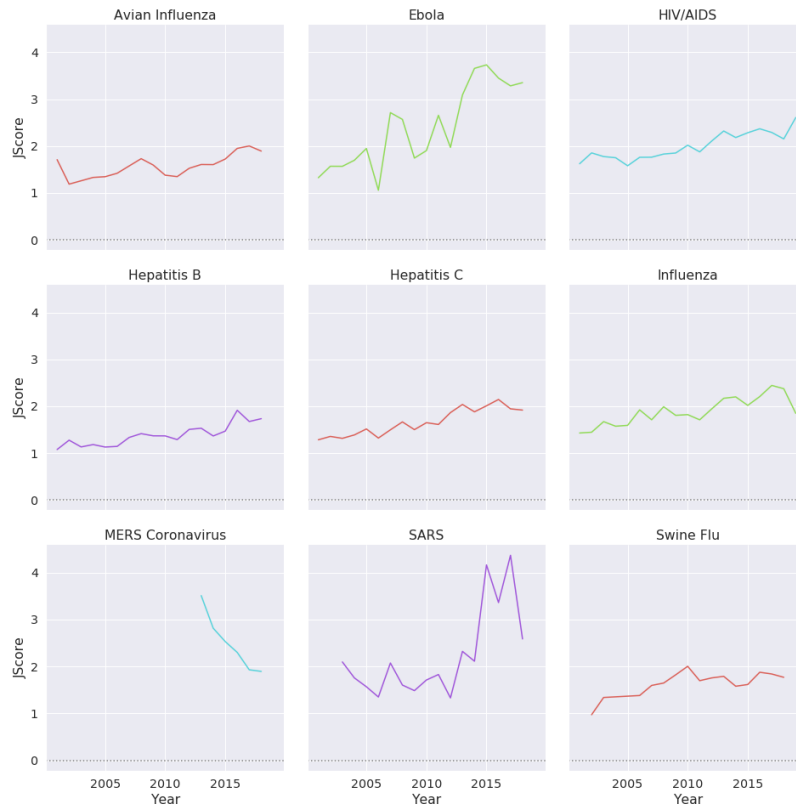 Avian Influenza Ebola HIV/AIDS
4
3
JScore
2
1
0
Hepatitis B Hepatitis C Influenza
4
3
JScore
2
1
0
MERS Coronavirus SARS Swine Flu
4
3
JScore
2
1
0
2005 2010 2015 2005 2010 2015 2005 2010 2015
Year Year Year